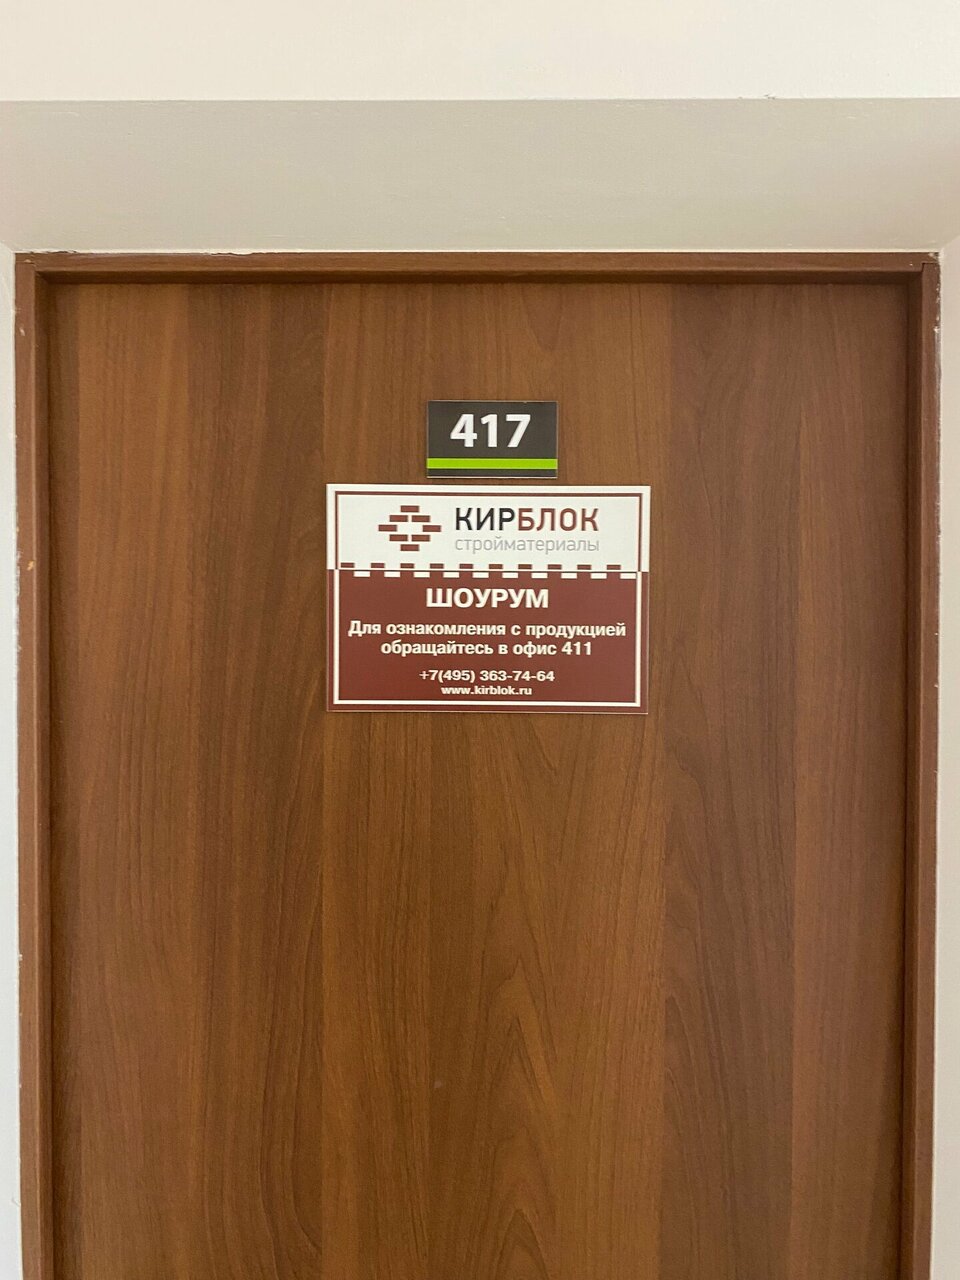 417
КИРБЛОК
стройматериалы
ШОУРУМ
Для ознакомления с продукцией
обращайтесь в офис 411
+7(495) 363-74-64
www.kirblok.ru